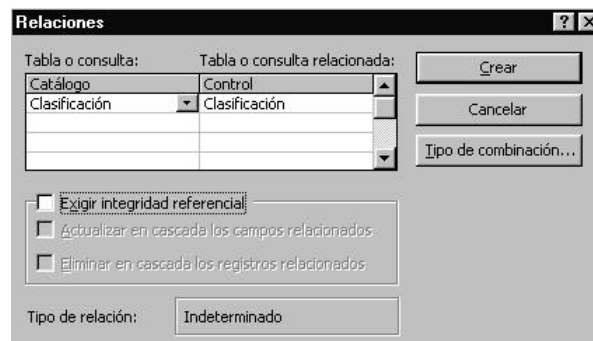 Relaciones
Tabla o consulta: Tabla o consulta relacionada:
Catálogo Control
Clasificación Clasificación
Crear
Cancelar
Tipo de combinación...
Exigir integridad referencial
Actualizar en cascada los campos relacionados
Eliminar en cascada los registros relacionados
Tipo de relación: Indeterminado